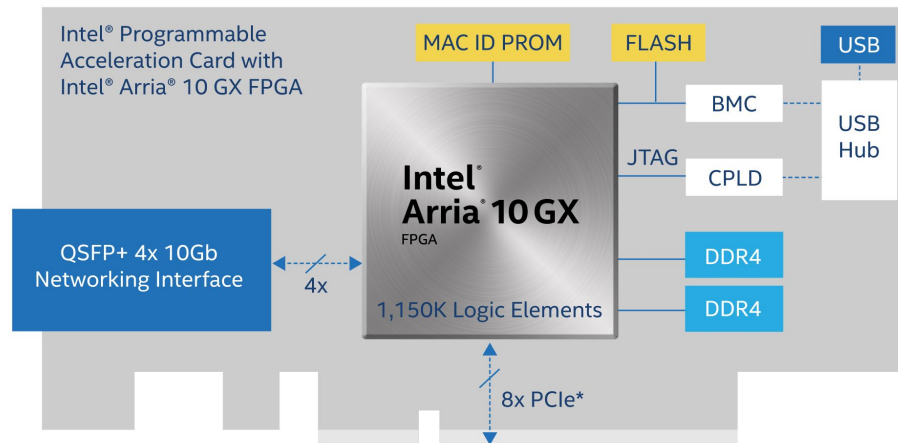 Intel® Programmable
Acceleration Card with
Intel® Arria® 10 GX FPGA
MAC ID PROM
FLASH
USB
BMC
USB
Hub
JTAG
CPLD
Intel®
Arria® 10 GX
FPGA
1,150K Logic Elements
QSFP+ 4x 10Gb
Networking Interface
4x
DDR4
DDR4
8x PCIe*